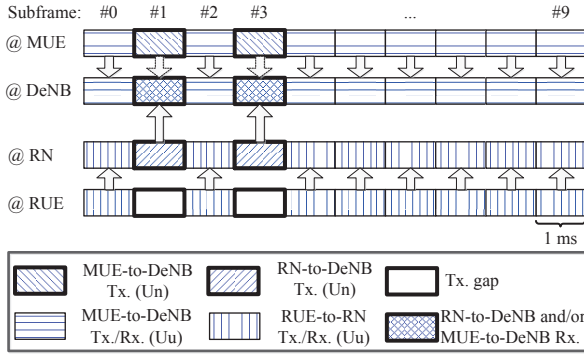 Subframe: #0 #1 #2 #3 ... #9
@ MUE
@ DeNB
@ RN
@ RUE
1 ms
MUE-to-DeNB
Tx. (Un)
RN-to-DeNB
Tx. (Un)
Tx. gap
MUE-to-DeNB
Tx./Rx. (Uu)
RUE-to-RN
Tx./Rx. (Uu)
RN-to-DeNB and/or
MUE-to-DeNB Rx.